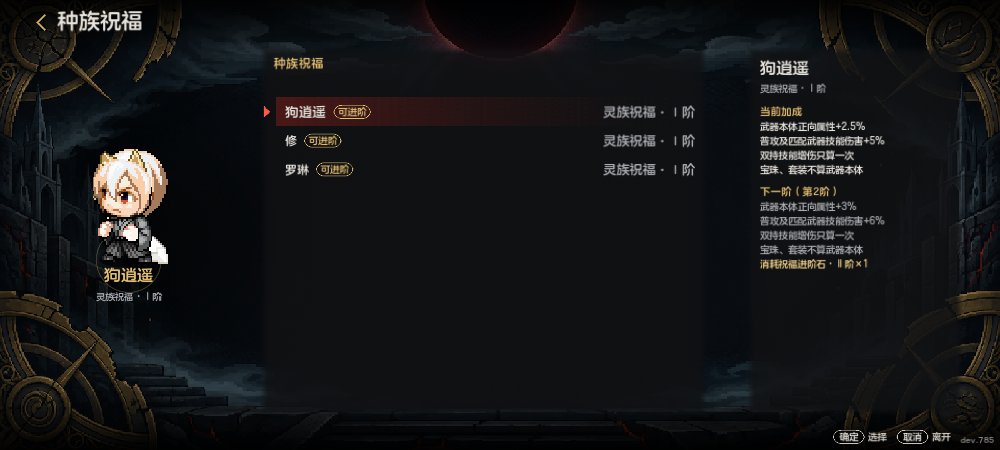 种族祝福
种族祝福
狗逍遥 可进阶 灵族祝福·Ⅰ阶
修 可进阶 灵族祝福·Ⅰ阶
罗琳 可进阶 灵族祝福·Ⅰ阶
狗逍遥
灵族祝福·Ⅰ阶
狗逍遥
灵族祝福·Ⅰ阶
当前加成
武器本体正向属性+2.5%
普攻及匹配武器技能伤害+5%
双持技能增伤只算一次
宝珠、套装不算武器本体
下一阶（第2阶）
武器本体正向属性+3%
普攻及匹配武器技能伤害+6%
双持技能增伤只算一次
宝珠、套装不算武器本体
消耗祝福进阶石·Ⅱ阶×1
确定 选择 取消 离开 dev.785